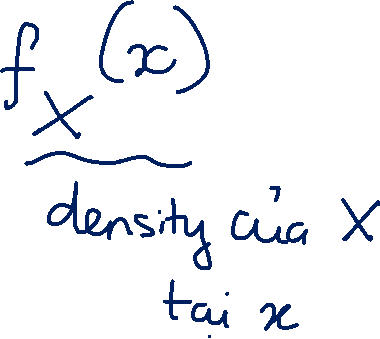 f_X(x)
density của X
tại x